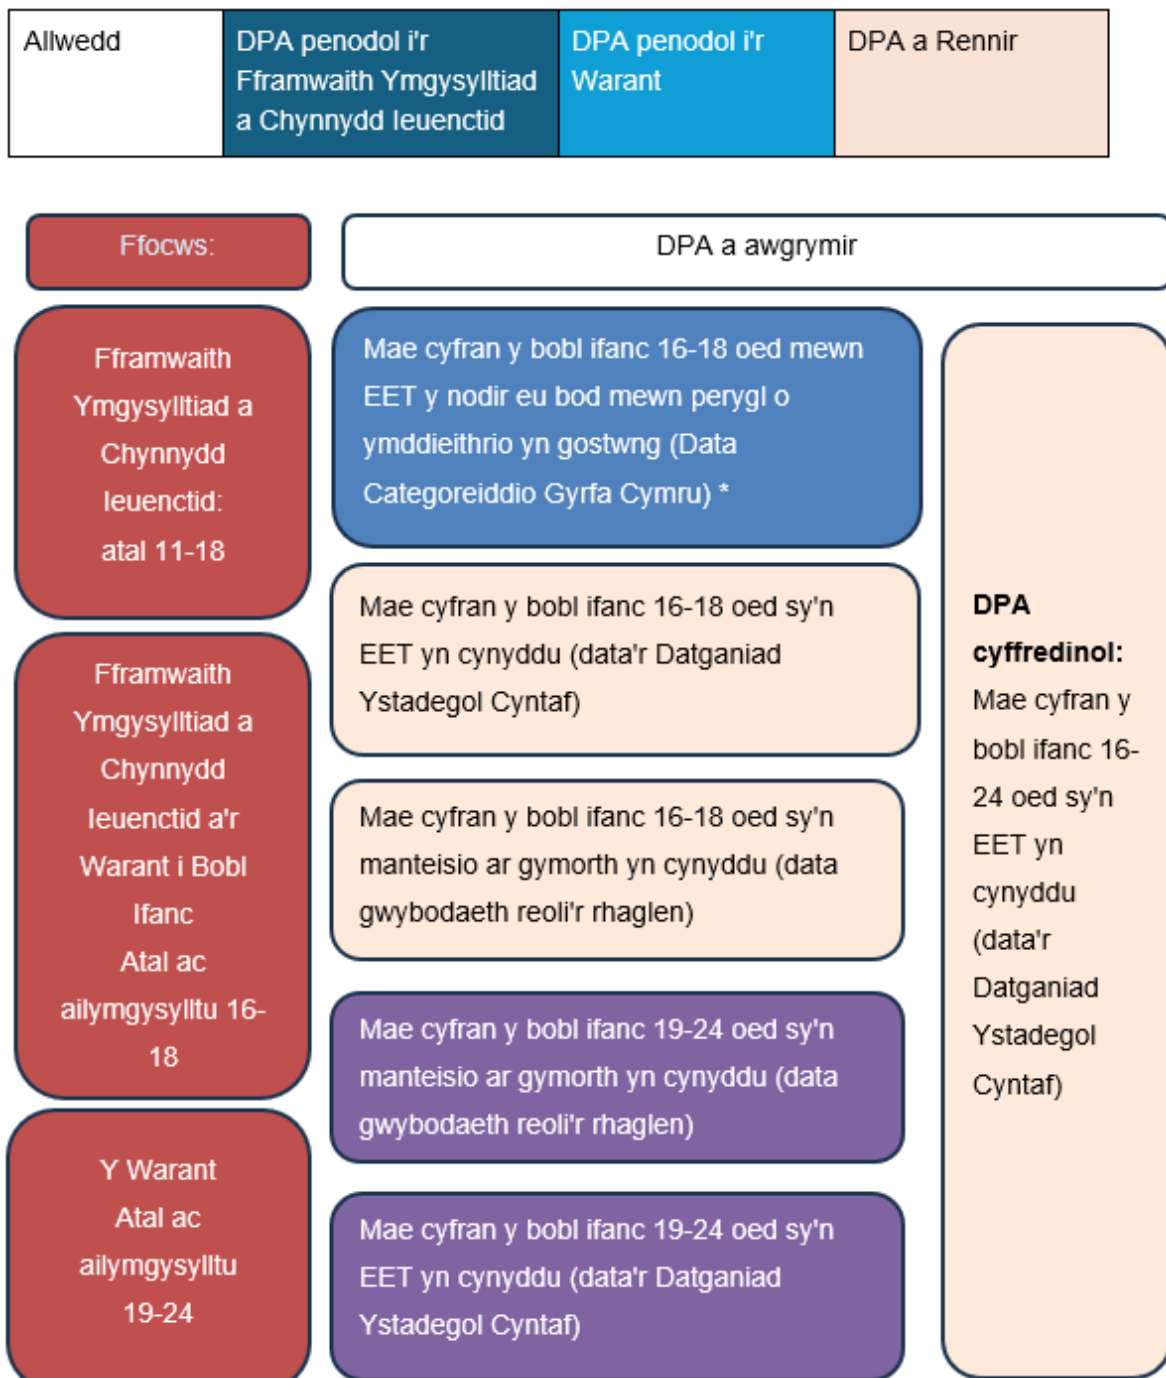 Allwedd
DPA penodol i'r
Fframwaith Ymgysylltiad
a Chynnydd Ieuenctid
DPA penodol i'r
Warant
DPA a Rennir
Ffocws:
DPA a awgrymir
Fframwaith
Ymgysylltiad a
Chynnydd
Ieuenctid:
atal 11-18
Mae cyfran y bobl ifanc 16-18 oed mewn
EET y nodir eu bod mewn perygl o
ymddieithrio yn gostwng (Data
Categoreiddio Gyrfa Cymru) *
Fframwaith
Ymgysylltiad a
Chynnydd
Ieuenctid a'r
Warant i Bobl
Ifanc
Atal ac
ailymgysylltu 16-
18
Mae cyfran y bobl ifanc 16-18 oed sy'n
EET yn cynyddu (data'r Datganiad
Ystadegol Cyntaf)
Mae cyfran y bobl ifanc 16-18 oed sy'n
manteisio ar gymorth yn cynyddu (data
gwybodaeth reoli'r rhaglen)
Y Warant
Atal ac
ailymgysylltu
19-24
Mae cyfran y bobl ifanc 19-24 oed sy'n
manteisio ar gymorth yn cynyddu (data
gwybodaeth reoli'r rhaglen)
Mae cyfran y bobl ifanc 19-24 oed sy'n
EET yn cynyddu (data'r Datganiad
Ystadegol Cyntaf)
DPA
cyffredinol:
Mae cyfran y
bobl ifanc 16-
24 oed sy'n
EET yn
cynyddu
(data'r
Datganiad
Ystadegol
Cyntaf)